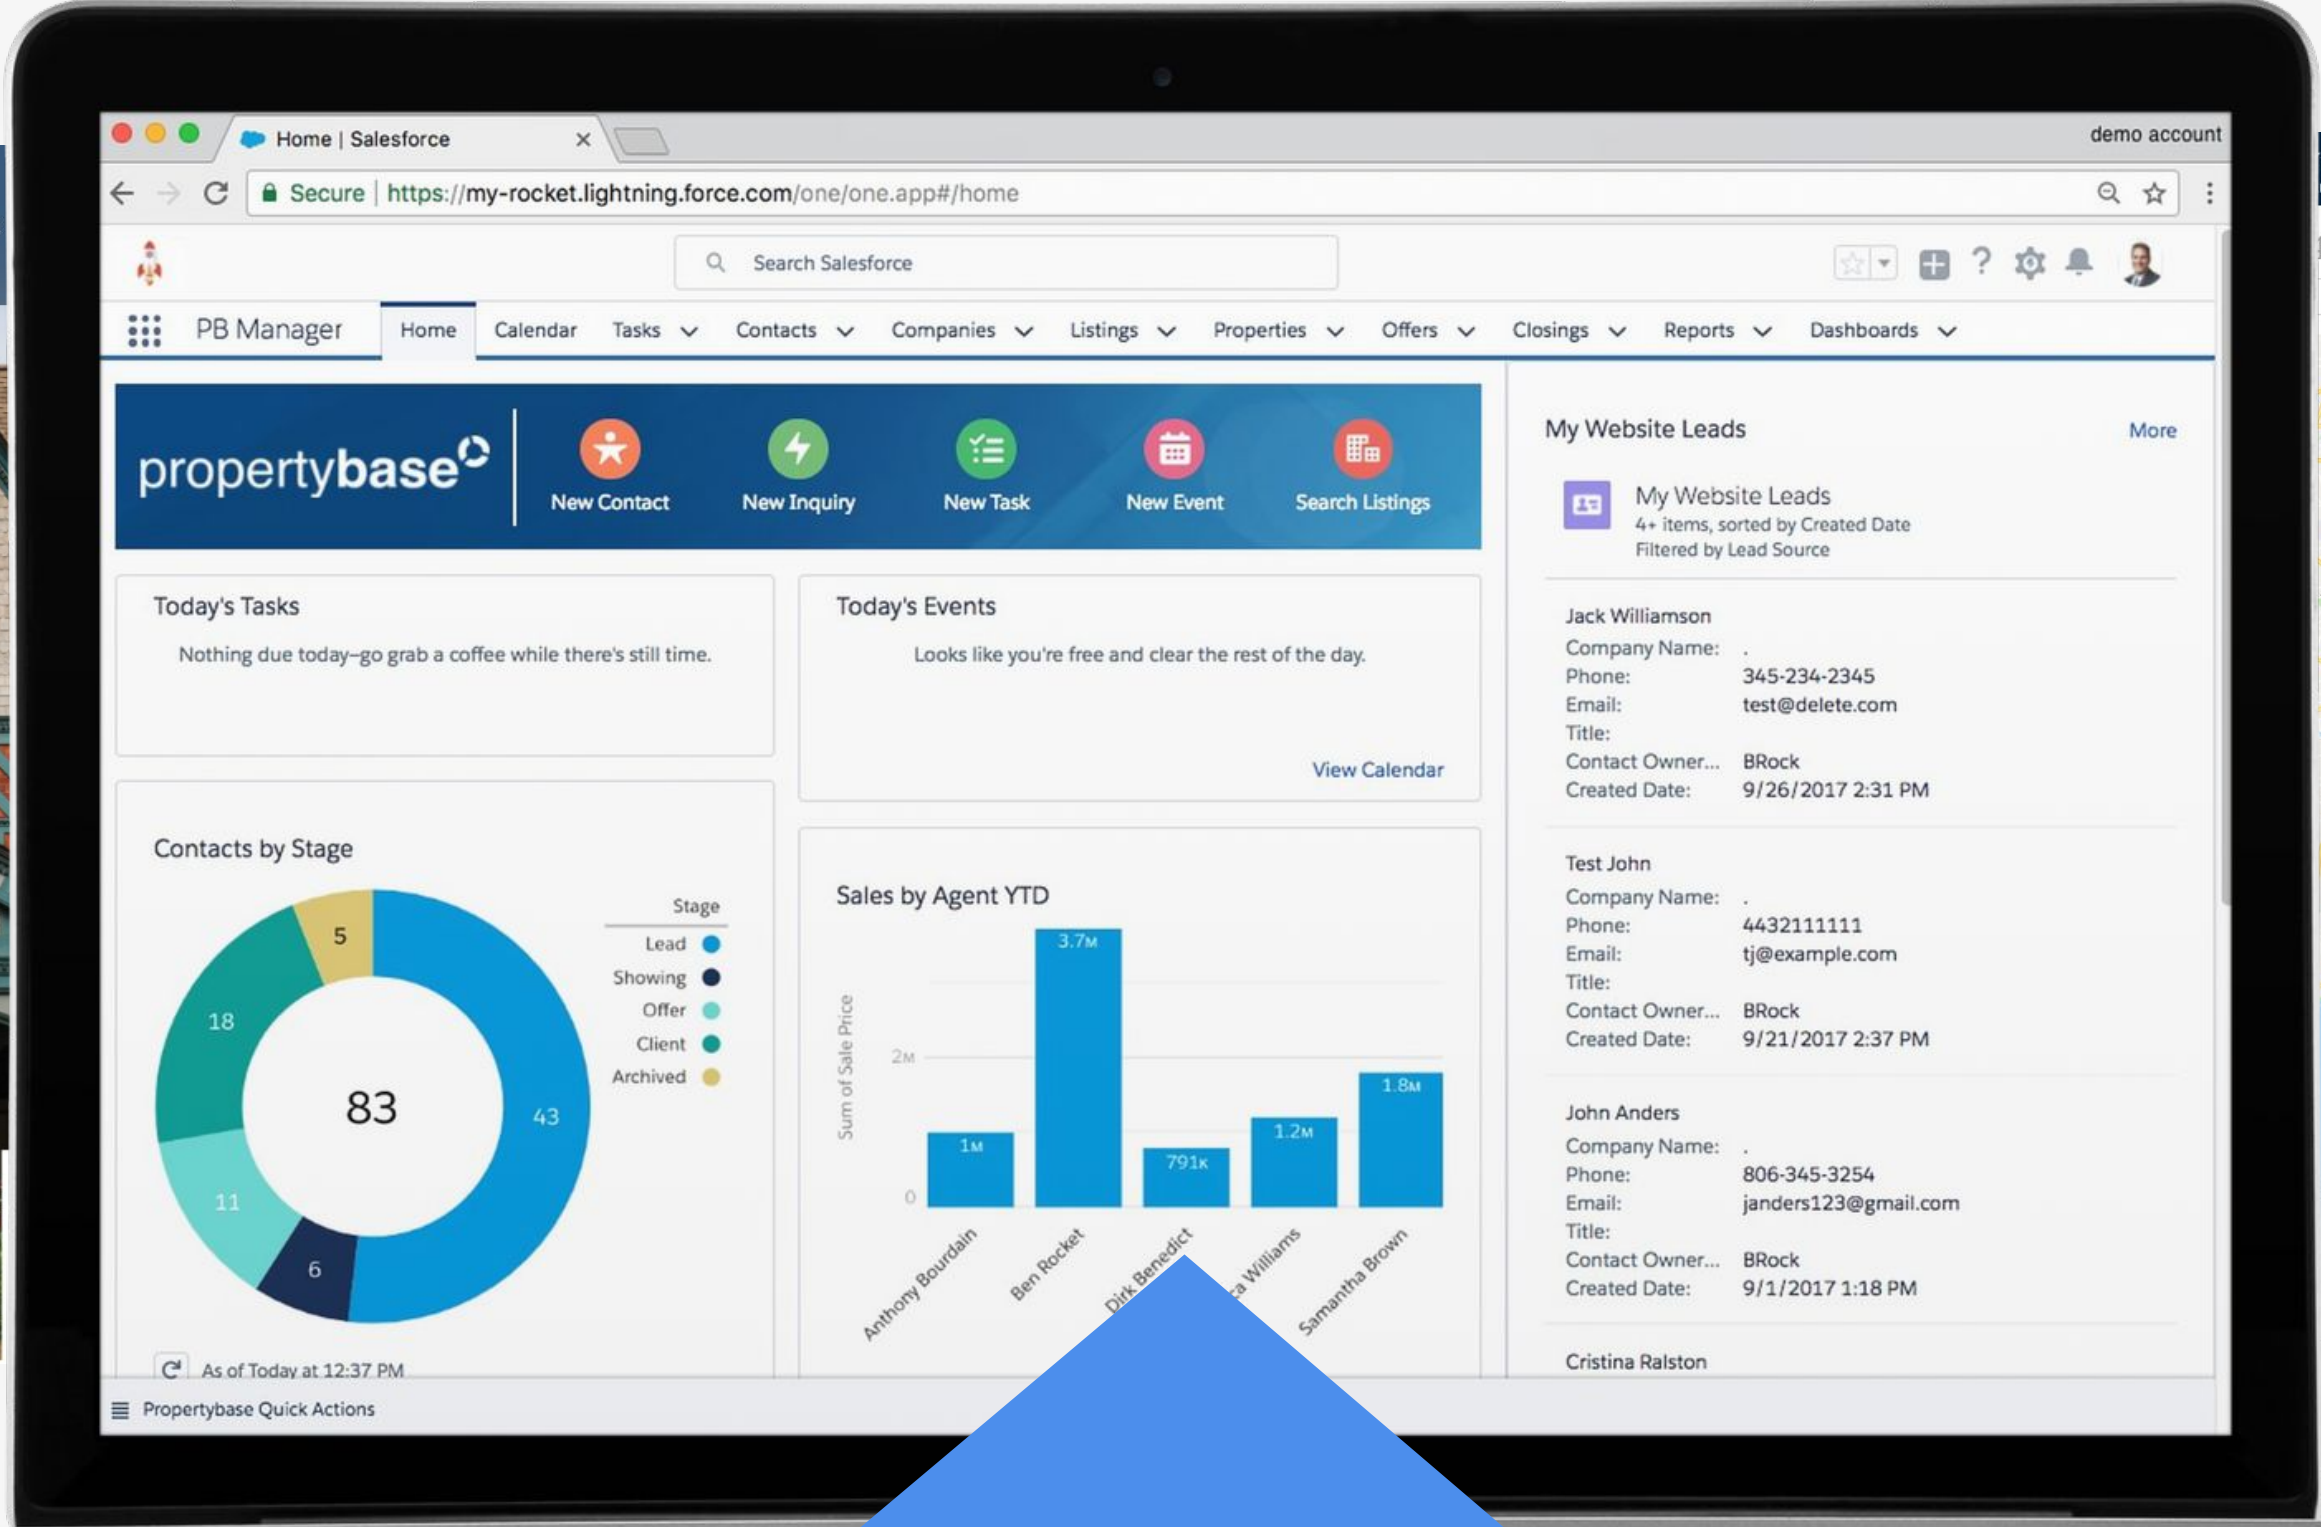 Home | Salesforce
demo account
Secure | https://my-rocket.lightning.force.com/one/one.app#/home
Search Salesforce
PB Manager Home Calendar Tasks Contacts Companies Listings Properties Offers Closings Reports Dashboards
propertybase
New Contact New Inquiry New Task New Event Search Listings
Today's Tasks
Nothing due today—go grab a coffee while there's still time.
Today's Events
Looks like you're free and clear the rest of the day.
View Calendar
Contacts by Stage
5
18
83
43
11
6
Stage
Lead
Showing
Offer
Client
Archived
As of Today at 12:37 PM
Sales by Agent YTD
Sum of Sale Price
2M
0
1M
3.7M
791K
1.2M
1.8M
Anthony Bourdain
Ben Rocket
Dirk Benedict
Williams
Samantha Brown
My Website Leads
More
My Website Leads
4+ items, sorted by Created Date
Filtered by Lead Source
Jack Williamson
Company Name: .
Phone: 345-234-2345
Email: test@delete.com
Title:
Contact Owner... BRock
Created Date: 9/26/2017 2:31 PM
Test John
Company Name: .
Phone: 4432111111
Email: tj@example.com
Title:
Contact Owner... BRock
Created Date: 9/21/2017 2:37 PM
John Anders
Company Name: .
Phone: 806-345-3254
Email: janders123@gmail.com
Title:
Contact Owner... BRock
Created Date: 9/1/2017 1:18 PM
Cristina Ralston
Propertybase Quick Actions